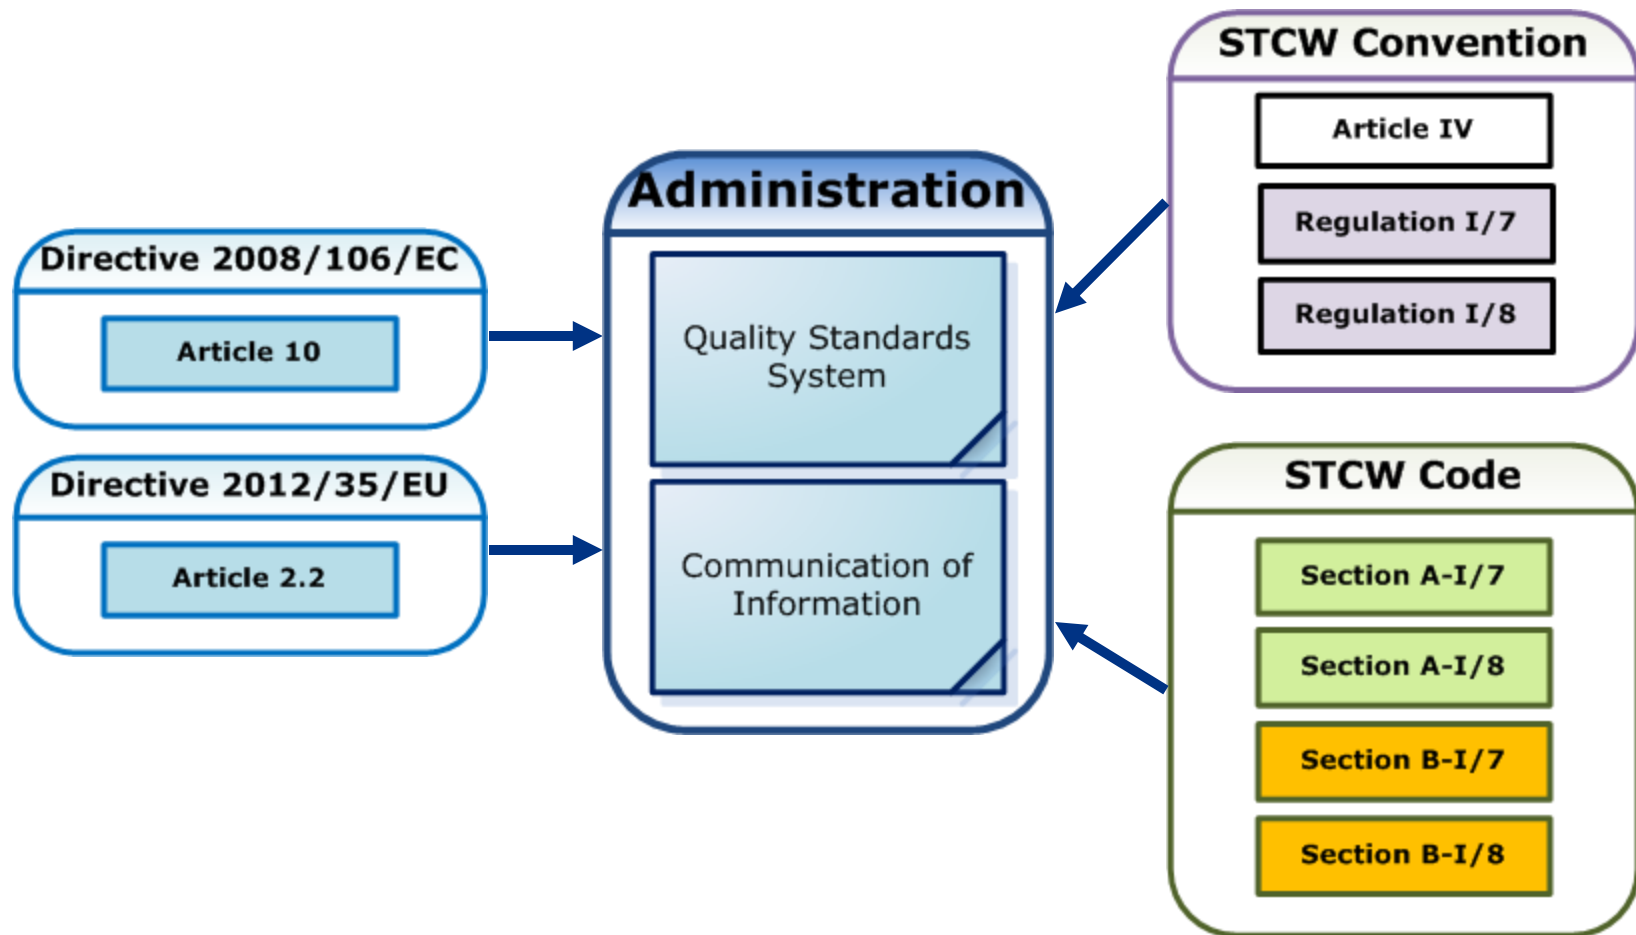 Directive 2008/106/EC
Article 10
Directive 2012/35/EU
Article 2.2
Administration
Quality Standards
System
Communication of
Information
STCW Convention
Article IV
Regulation I/7
Regulation I/8
STCW Code
Section A-I/7
Section A-I/8
Section B-I/7
Section B-I/8